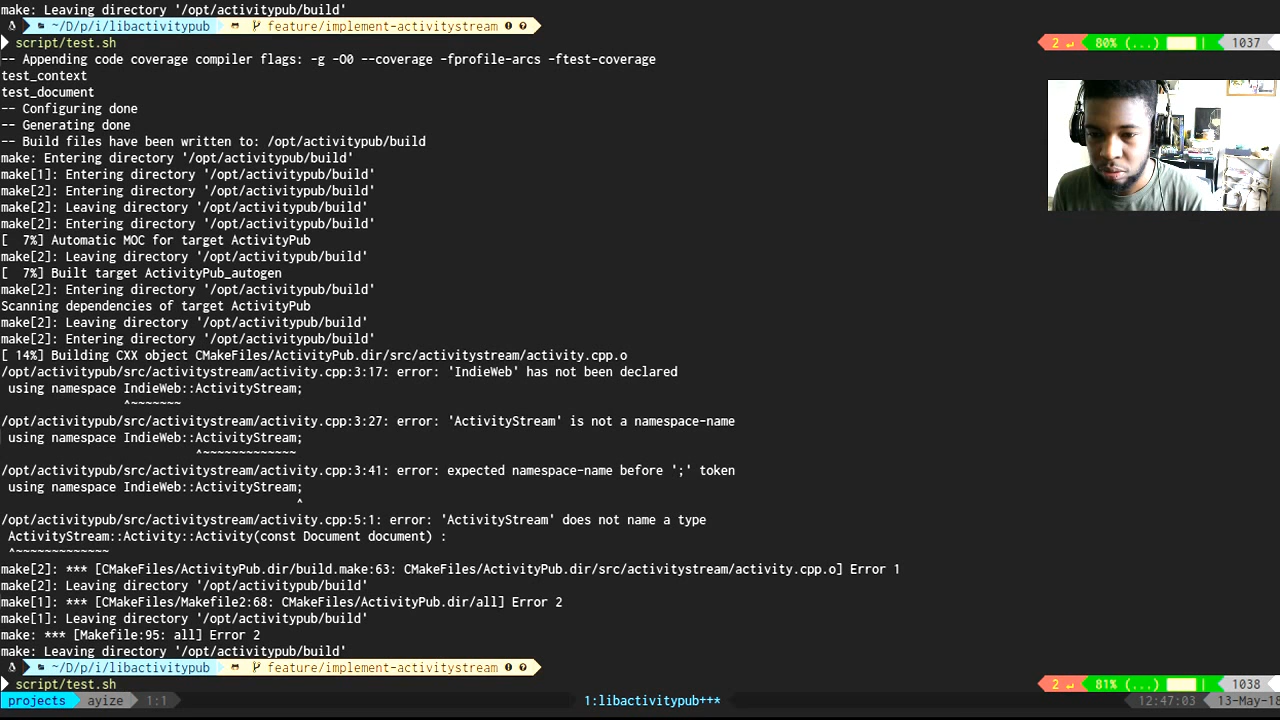 make: Leaving directory '/opt/activitypub/build'
~/D/p/i/libactivitypub feature/implement-activitystream
script/test.sh 2 80% (...) 1037
-- Appending code coverage compiler flags: -g -O0 --coverage -fprofile-arcs -ftest-coverage
test_context
test_document
-- Configuring done
-- Generating done
-- Build files have been written to: /opt/activitypub/build
make: Entering directory '/opt/activitypub/build'
make[1]: Entering directory '/opt/activitypub/build'
make[2]: Entering directory '/opt/activitypub/build'
make[2]: Leaving directory '/opt/activitypub/build'
make[2]: Entering directory '/opt/activitypub/build'
[  7%] Automatic MOC for target ActivityPub
make[2]: Leaving directory '/opt/activitypub/build'
[  7%] Built target ActivityPub_autogen
make[2]: Entering directory '/opt/activitypub/build'
Scanning dependencies of target ActivityPub
make[2]: Leaving directory '/opt/activitypub/build'
make[2]: Entering directory '/opt/activitypub/build'
[ 14%] Building CXX object CMakeFiles/ActivityPub.dir/src/activitystream/activity.cpp.o
/opt/activitypub/src/activitystream/activity.cpp:3:17: error: 'IndieWeb' has not been declared
using namespace IndieWeb::ActivityStream;
^~~~~~~~
/opt/activitypub/src/activitystream/activity.cpp:3:27: error: 'ActivityStream' is not a namespace-name
using namespace IndieWeb::ActivityStream;
^~~~~~~~~~~~~~
/opt/activitypub/src/activitystream/activity.cpp:3:41: error: expected namespace-name before ';' token
using namespace IndieWeb::ActivityStream;
^
/opt/activitypub/src/activitystream/activity.cpp:5:1: error: 'ActivityStream' does not name a type
ActivityStream::Activity::Activity(const Document document) :
^~~~~~~~~~~~~~
make[2]: *** [CMakeFiles/ActivityPub.dir/build.make:63: CMakeFiles/ActivityPub.dir/src/activitystream/activity.cpp.o] Error 1
make[2]: Leaving directory '/opt/activitypub/build'
make[1]: *** [CMakeFiles/Makefile2:68: CMakeFiles/ActivityPub.dir/all] Error 2
make[1]: Leaving directory '/opt/activitypub/build'
make: *** [Makefile:95: all] Error 2
make: Leaving directory '/opt/activitypub/build'
~/D/p/i/libactivitypub feature/implement-activitystream
script/test.sh 2 81% (...) 1038
projects ayize 1:1 1:libactivitypub+++* 12:47:03 13-May-18